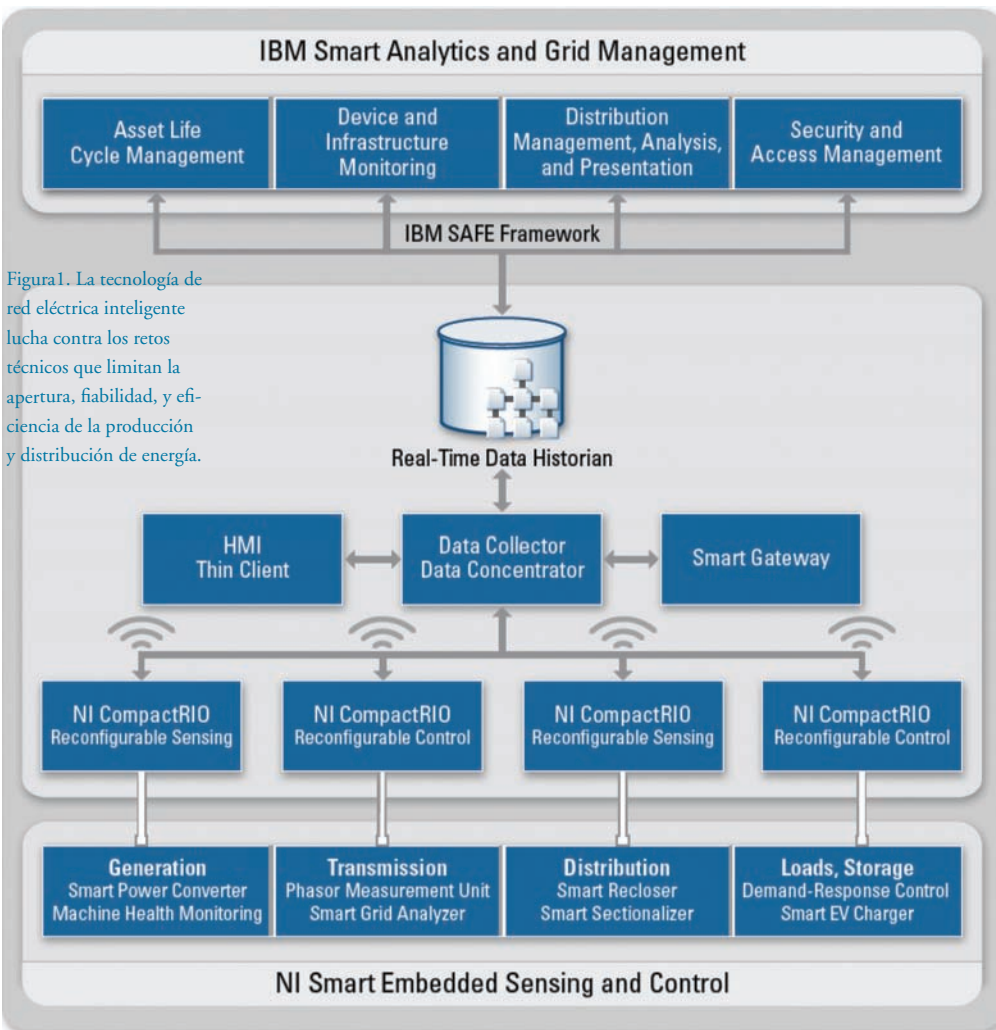 IBM Smart Analytics and Grid Management
Asset Life
Cycle Management
Device and
Infrastructure
Monitoring
Distribution
Management, Analysis,
and Presentation
Security and
Access Management
IBM SAFE Framework
Figura1. La tecnología de
red eléctrica inteligente
lucha contra los retos
técnicos que limitan la
apertura, fiabilidad, y efi-
ciencia de la producción
y distribución de energía.
Real-Time Data Historian
HMI
Thin Client
Data Collector
Data Concentrator
Smart Gateway
NI CompactRIO
Reconfigurable Sensing
NI CompactRIO
Reconfigurable Control
NI CompactRIO
Reconfigurable Sensing
NI CompactRIO
Reconfigurable Control
Generation
Smart Power Converter
Machine Health Monitoring
Transmission
Phasor Measurement Unit
Smart Grid Analyzer
Distribution
Smart Recloser
Smart Sectionalizer
Loads, Storage
Demand-Response Control
Smart EV Charger
NI Smart Embedded Sensing and Control